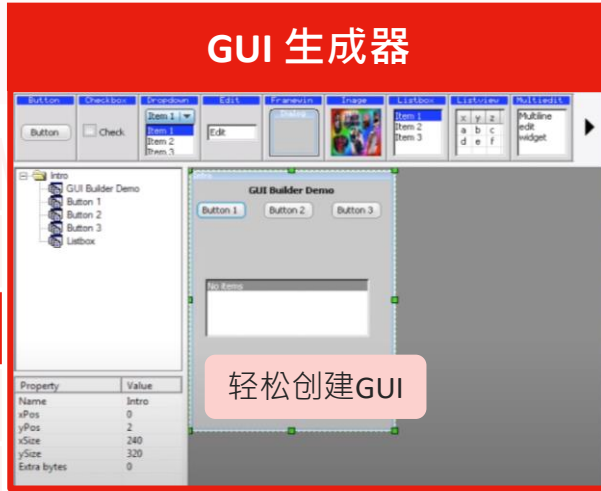 GUI 生成器
Button Checkbox Dropdown Edit Framewin Image Listbox Listview Multiedit
Button
Check
Item 1
Item 1
Item 2
Item 3
Edit
Dialog
Item 1
Item 2
Item 3
x y z
a b c
d e f
Multiline
edit
widget
Intro
GUI Builder Demo
Button 1
Button 2
Button 3
Listbox
Intro
GUI Builder Demo
Button 1 Button 2 Button 3
No items
轻松创建GUI
Property Value
Name Intro
xPos 0
yPos 2
xSize 240
ySize 320
Extra bytes 0